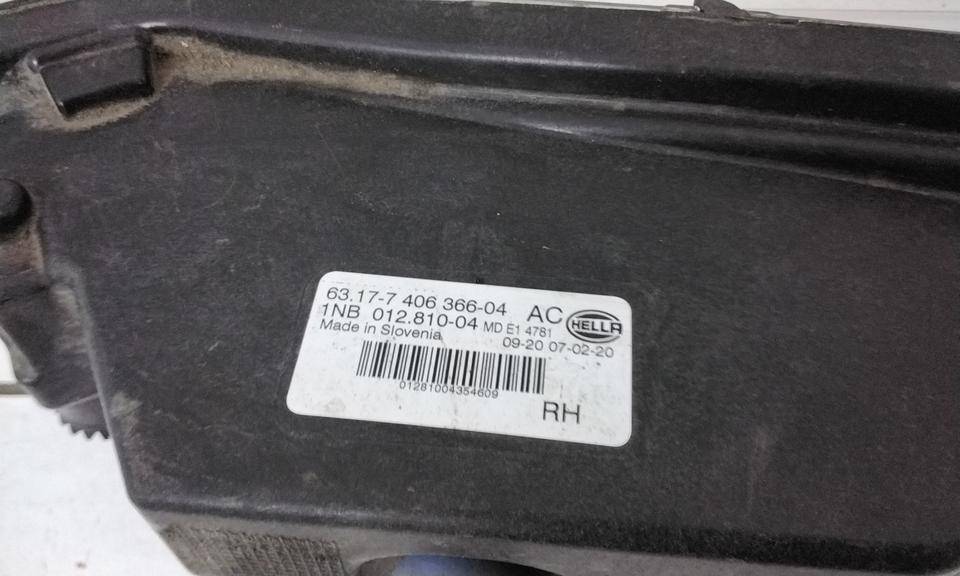 63.17-7 406 366-04 AC
1NB 012.810-04 MD E1 4781 HELLA
Made in Slovenia 09-20 07-02-20
01281004354609
RH